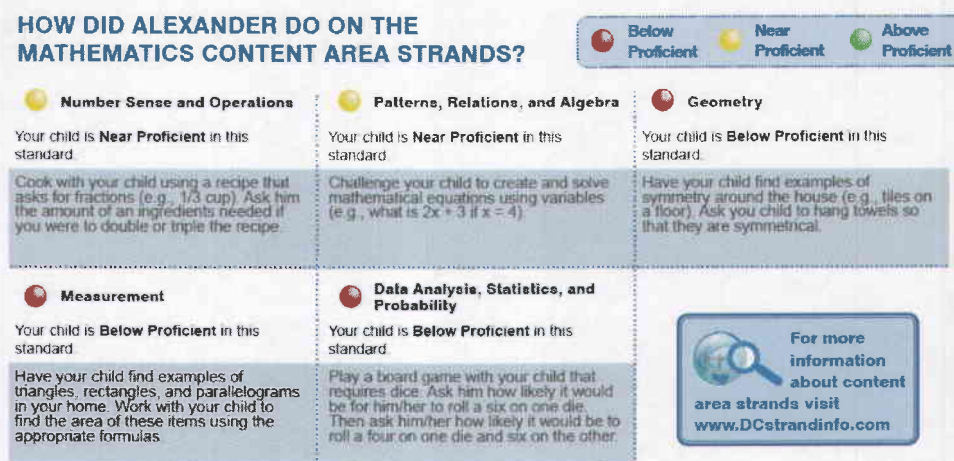 HOW DID ALEXANDER DO ON THE
MATHEMATICS CONTENT AREA STRANDS?
Below
Proficient
Near
Proficient
Above
Proficient
Number Sense and Operations
Your child is Near Proficient in this
standard.
Cook with your child using a recipe that
asks for fractions (e.g., 1/3 cup). Ask him
the amount of an ingredients needed if
you were to double or triple the recipe.
Patterns, Relations, and Algebra
Your child is Near Proficient in this
standard.
Challenge your child to create and solve
mathematical equations using variables
(e.g., what is 2x + 3 if x = 4).
Geometry
Your child is Below Proficient in this
standard.
Have your child find examples of
symmetry around the house (e.g., tiles on
a floor). Ask you child to hang towels so
that they are symmetrical.
Measurement
Your child is Below Proficient in this
standard.
Have your child find examples of
triangles, rectangles, and parallelograms
in your home. Work with your child to
find the area of these items using the
appropriate formulas.
Data Analysis, Statistics, and
Probability
Your child is Below Proficient in this
standard.
Play a board game with your child that
requires dice. Ask him how likely it would
be for him/her to roll a six on one die.
Then ask him/her how likely it would be to
roll a four on one die and six on the other.
For more
information
about content
area strands visit
www.DCstrandinfo.com